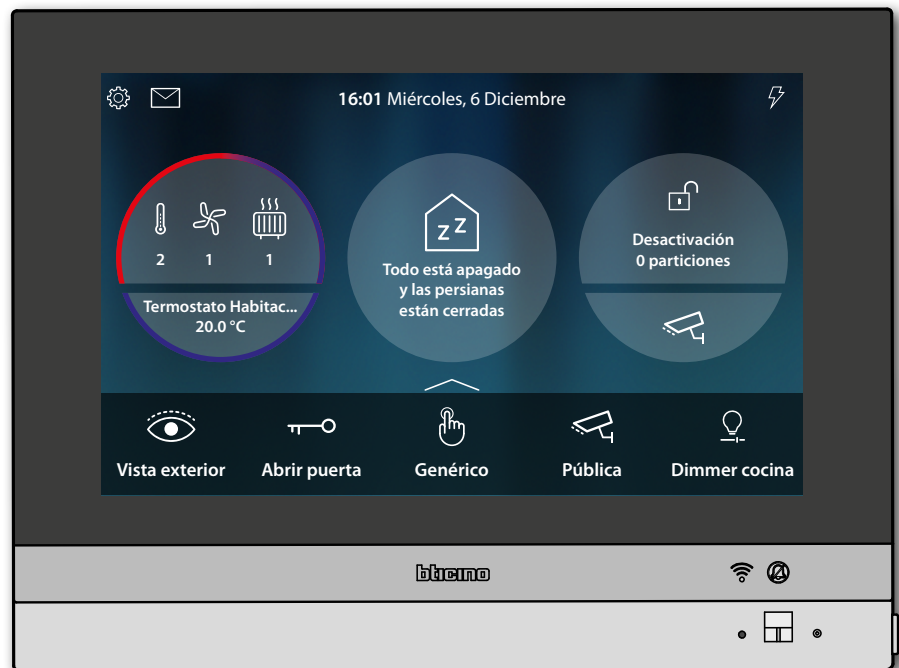 16:01 Miércoles, 6 Diciembre
2 1 1
Termostato Habitac...
20.0 °C
z Z
Todo está apagado
y las persianas
están cerradas
Desactivación
0 particiones
Vista exterior Abrir puerta Genérico Pública Dimmer cocina
bticino